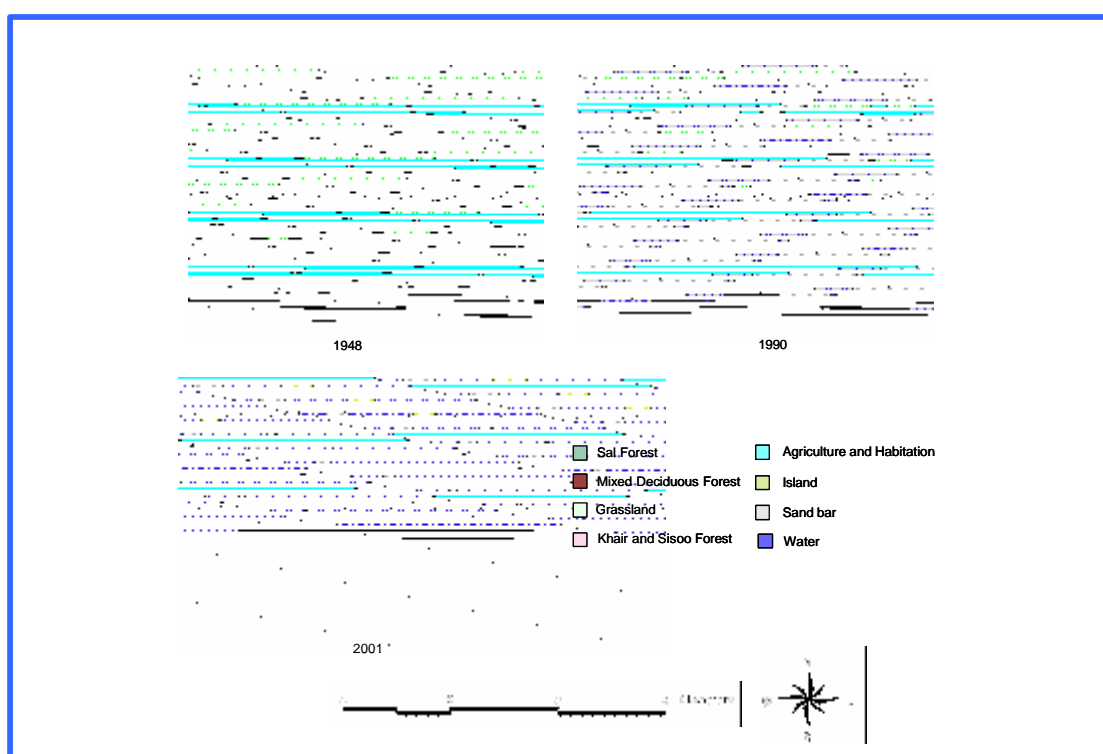 1948
1990
Sal Forest
Mixed Deciduous Forest
Grassland
Khair and Sisoo Forest
Agriculture and Habitation
Island
Sand bar
Water
2001